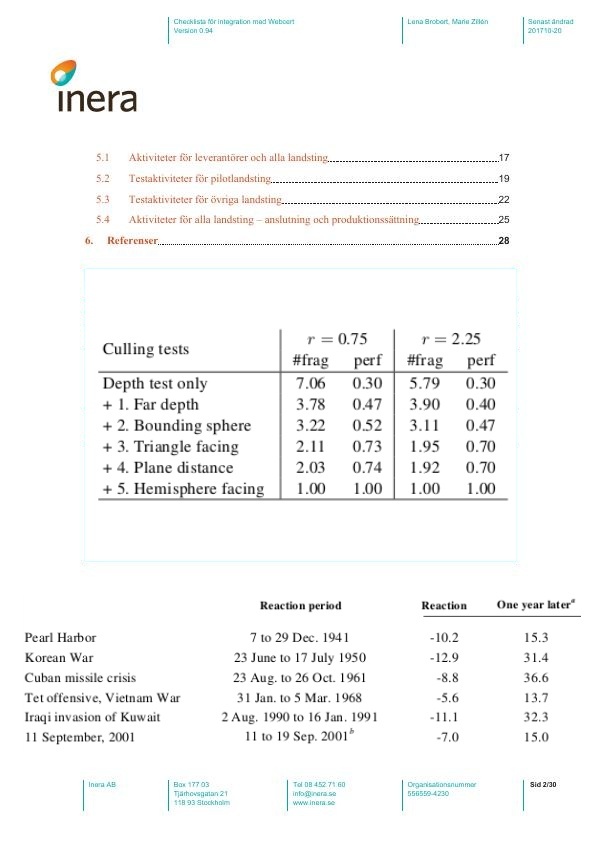 Checklista för integration med Webcert
Version 0.94
Lena Brobert, Marie Zillén
Senast ändrad
201710-20
inera
5.1 Aktiviteter för leverantörer och alla landsting 17
5.2 Testaktiviteter för pilotlandsting 19
5.3 Testaktiviteter för övriga landsting 22
5.4 Aktiviteter för alla landsting – anslutning och produktionssättning 25
6. Referenser 28
Culling tests r = 0.75 r = 2.25
#frag perf #frag perf
Depth test only 7.06 0.30 5.79 0.30
+ 1. Far depth 3.78 0.47 3.90 0.40
+ 2. Bounding sphere 3.22 0.52 3.11 0.47
+ 3. Triangle facing 2.11 0.73 1.95 0.70
+ 4. Plane distance 2.03 0.74 1.92 0.70
+ 5. Hemisphere facing 1.00 1.00 1.00 1.00
Reaction period Reaction One year later a
Pearl Harbor 7 to 29 Dec. 1941 -10.2 15.3
Korean War 23 June to 17 July 1950 -12.9 31.4
Cuban missile crisis 23 Aug. to 26 Oct. 1961 -8.8 36.6
Tet offensive, Vietnam War 31 Jan. to 5 Mar. 1968 -5.6 13.7
Iraqi invasion of Kuwait 2 Aug. 1990 to 16 Jan. 1991 -11.1 32.3
11 September, 2001 11 to 19 Sep. 2001 b -7.0 15.0
Inera AB
Box 177 03
Tjärhovsgatan 21
118 93 Stockholm
Tel 08 452 71 60
info@inera.se
www.inera.se
Organisationsnummer
556559-4230
Sid 2/30